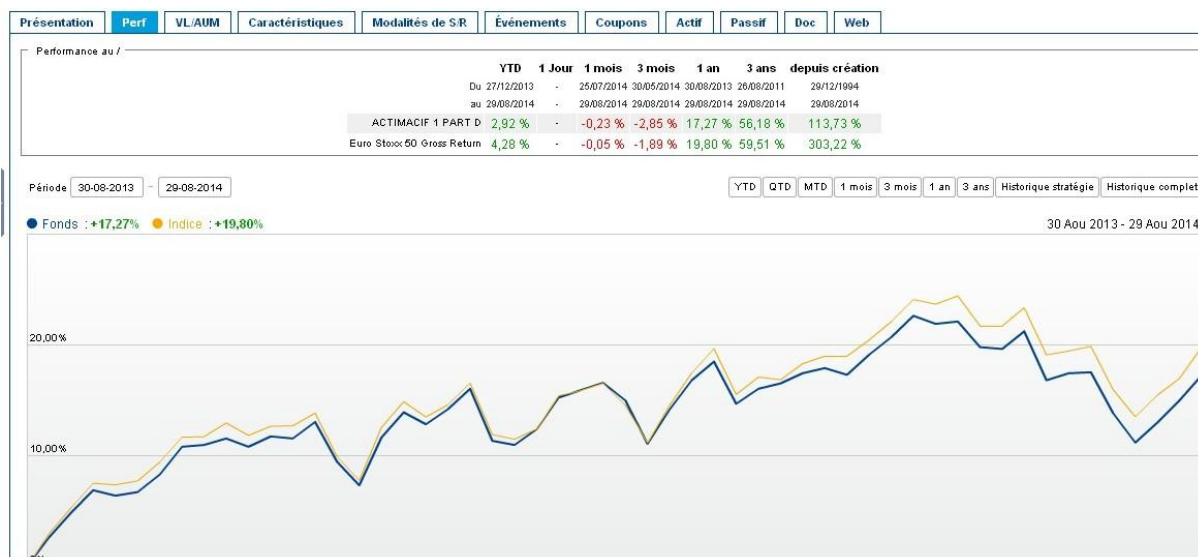 Présentation Perf VL/AUM Caractéristiques Modalités de S/R Événements Coupons Actif Passif Doc Web
Performance au /
YTD 1 Jour 1 mois 3 mois 1 an 3 ans depuis création
Du 27/12/2013 - 25/07/2014 30/05/2014 30/08/2013 26/08/2011 29/12/1994
au 29/08/2014 - 29/08/2014 29/08/2014 29/08/2014 29/08/2014 29/08/2014
ACTIMACIF 1 PART D 2,92 % - -0,23 % -2,85 % 17,27 % 56,18 % 113,73 %
Euro Stoxx 50 Gross Return 4,28 % - -0,05 % -1,89 % 19,80 % 59,51 % 303,22 %
Période 30-08-2013 - 29-08-2014 YTD QTD MTD 1 mois 3 mois 1 an 3 ans Historique stratégie Historique complet
Fonds : +17,27% Indice : +19,80% 30 Aou 2013 - 29 Aou 2014
20,00%
10,00%